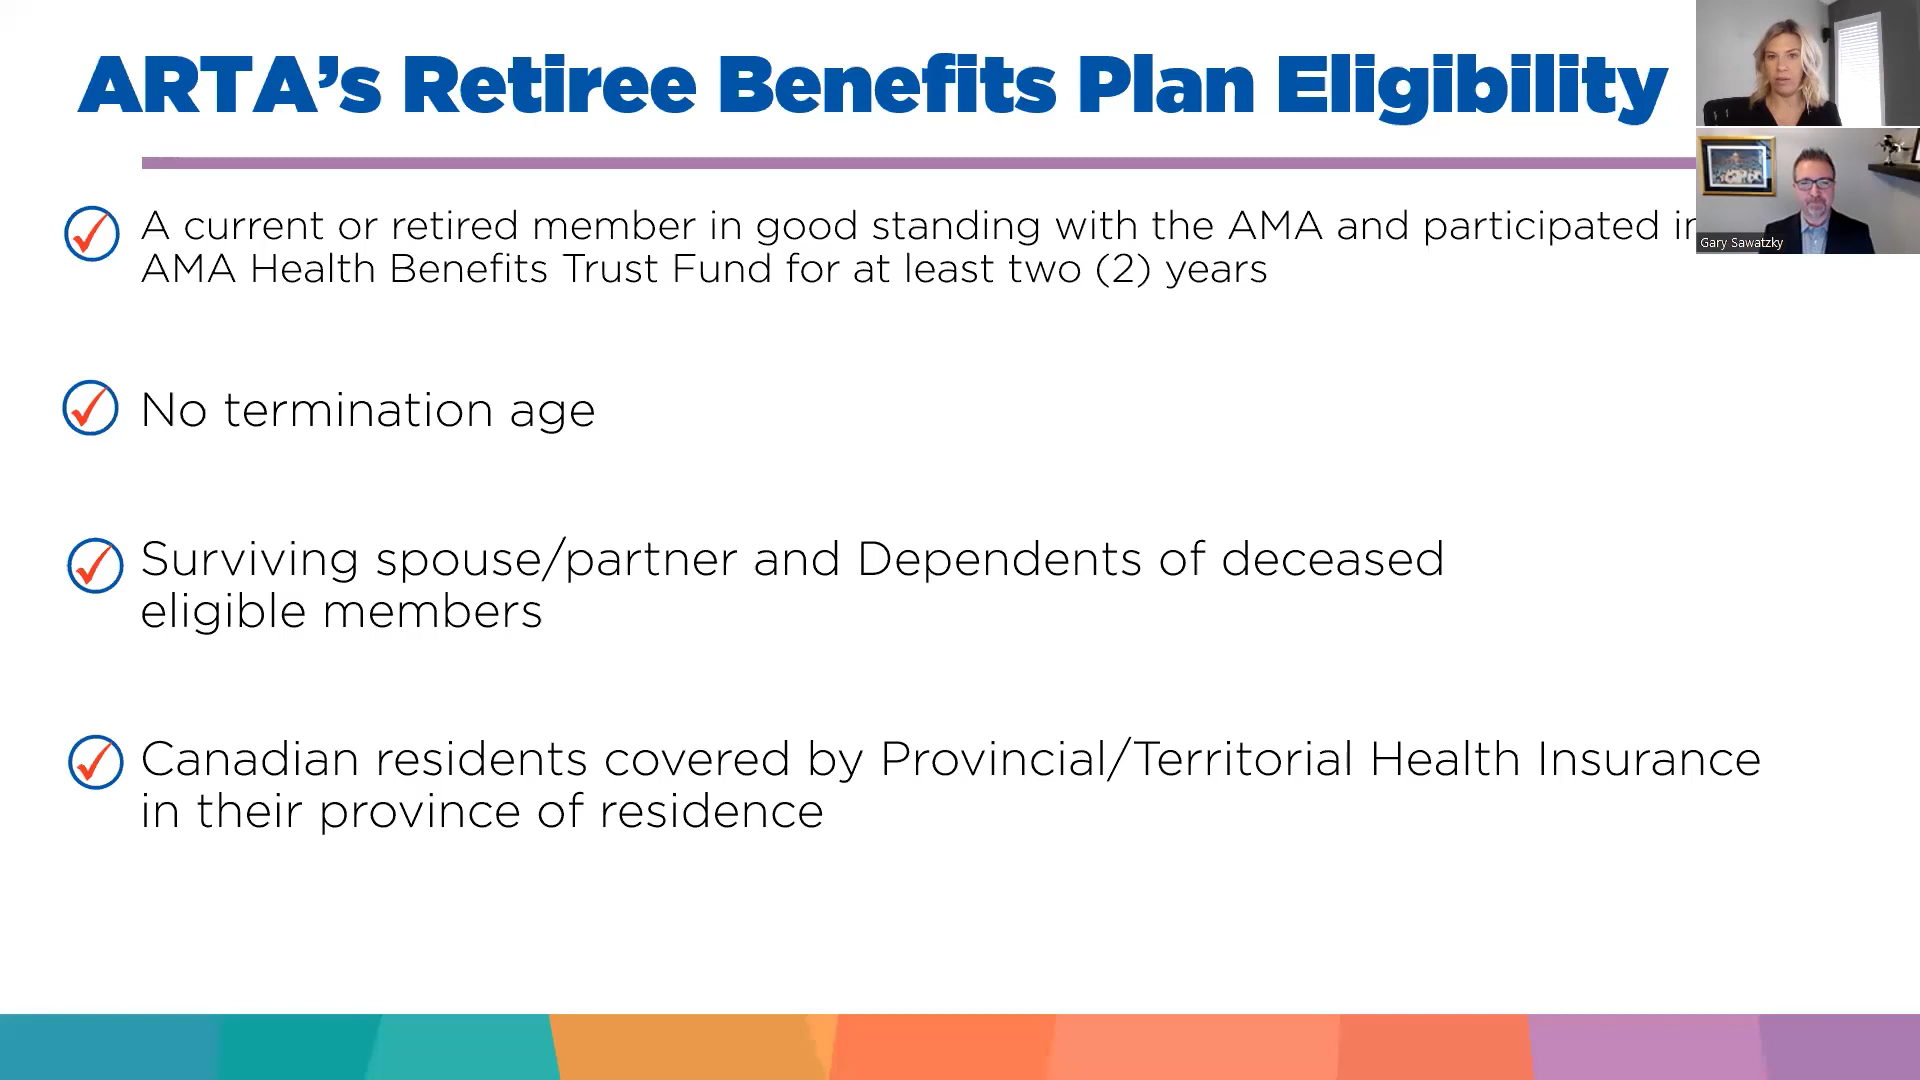 ARTA’s Retiree Benefits Plan Eligibility
A current or retired member in good standing with the AMA and participated in
AMA Health Benefits Trust Fund for at least two (2) years
No termination age
Surviving spouse/partner and Dependents of deceased
eligible members
Canadian residents covered by Provincial/Territorial Health Insurance
in their province of residence
Gary Sawatzky